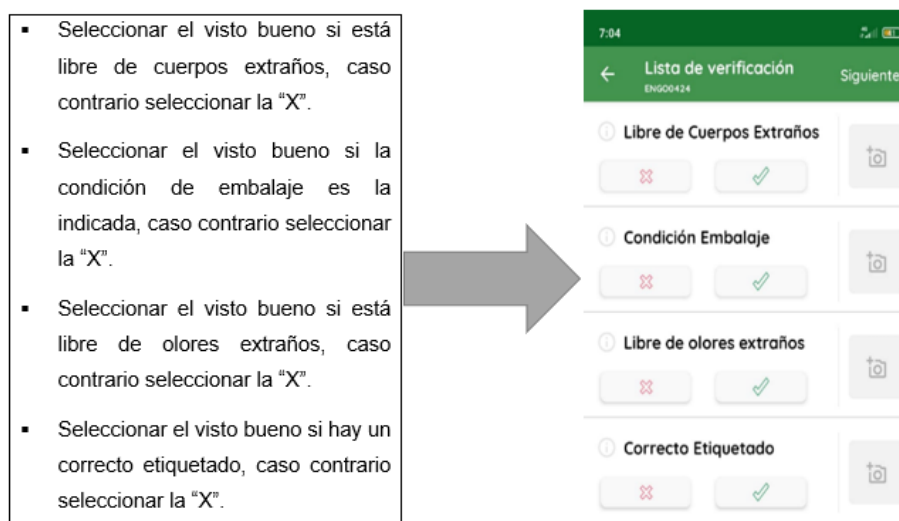 ▪ Seleccionar el visto bueno si está
libre de cuerpos extraños, caso
contrario seleccionar la “X”.
▪ Seleccionar el visto bueno si la
condición de embalaje es la
indicada, caso contrario seleccionar
la “X”.
▪ Seleccionar el visto bueno si está
libre de olores extraños, caso
contrario seleccionar la “X”.
▪ Seleccionar el visto bueno si hay un
correcto etiquetado, caso contrario
seleccionar la “X”.
7:04
Lista de verificación
ENGO0424
Siguiente
Libre de Cuerpos Extraños
Condición Embalaje
Libre de olores extraños
Correcto Etiquetado